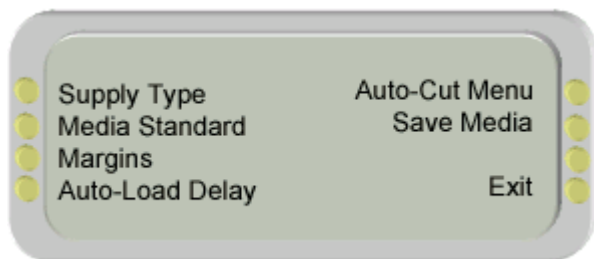 Supply Type
Media Standard
Margins
Auto-Load Delay
Auto-Cut Menu
Save Media
Exit